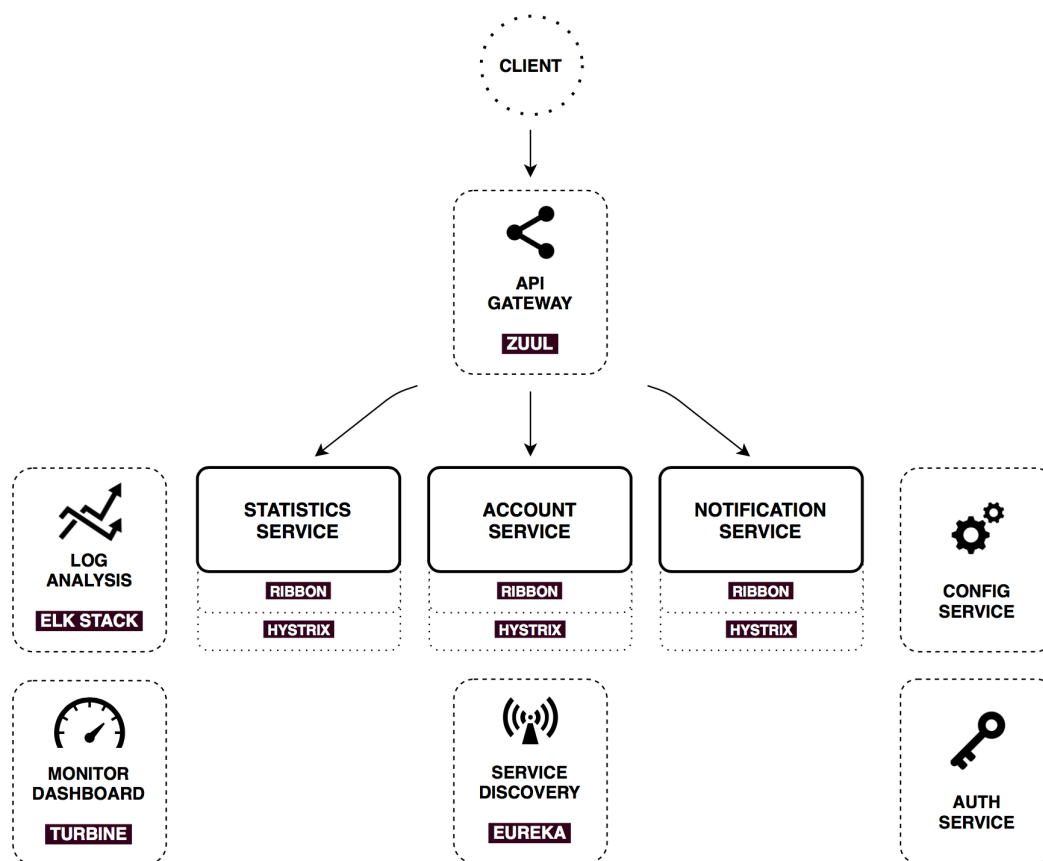 CLIENT
API
GATEWAY
ZUUL
STATISTICS
SERVICE
RIBBON
HYSTRIX
ACCOUNT
SERVICE
RIBBON
HYSTRIX
NOTIFICATION
SERVICE
RIBBON
HYSTRIX
LOG
ANALYSIS
ELK STACK
CONFIG
SERVICE
MONITOR
DASHBOARD
TURBINE
SERVICE
DISCOVERY
EUREKA
AUTH
SERVICE